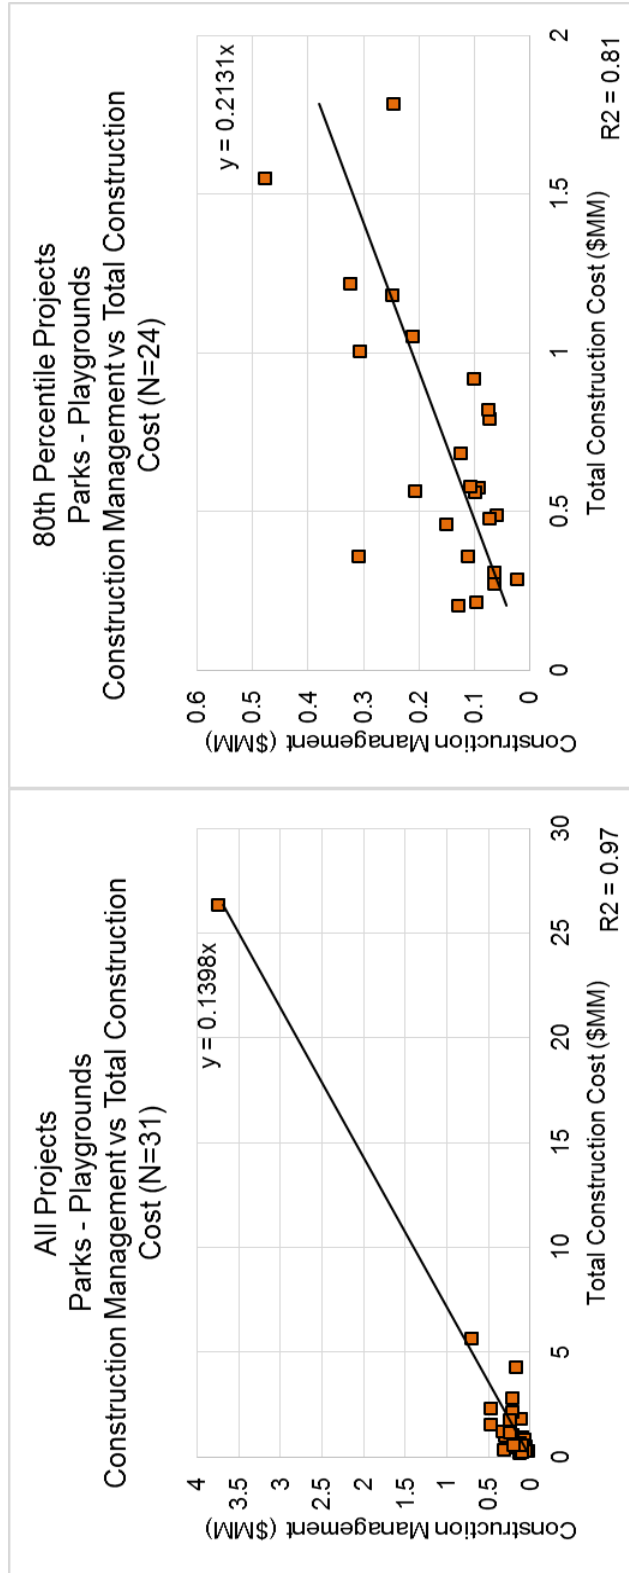 All Projects
Parks - Playgrounds
Construction Management vs Total Construction
Cost (N=31)
y = 0.1398x
4
3.5
3
2.5
2
1.5
1
0.5
0
Construction Management ($MM)
0
5
10
15
20
25
30
Total Construction Cost ($MM)
R2 = 0.97
80th Percentile Projects
Parks - Playgrounds
Construction Management vs Total Construction
Cost (N=24)
y = 0.2131x
0.6
0.5
0.4
0.3
0.2
0.1
0
Construction Management ($MM)
0
0.5
1
1.5
2
Total Construction Cost ($MM)
R2 = 0.81